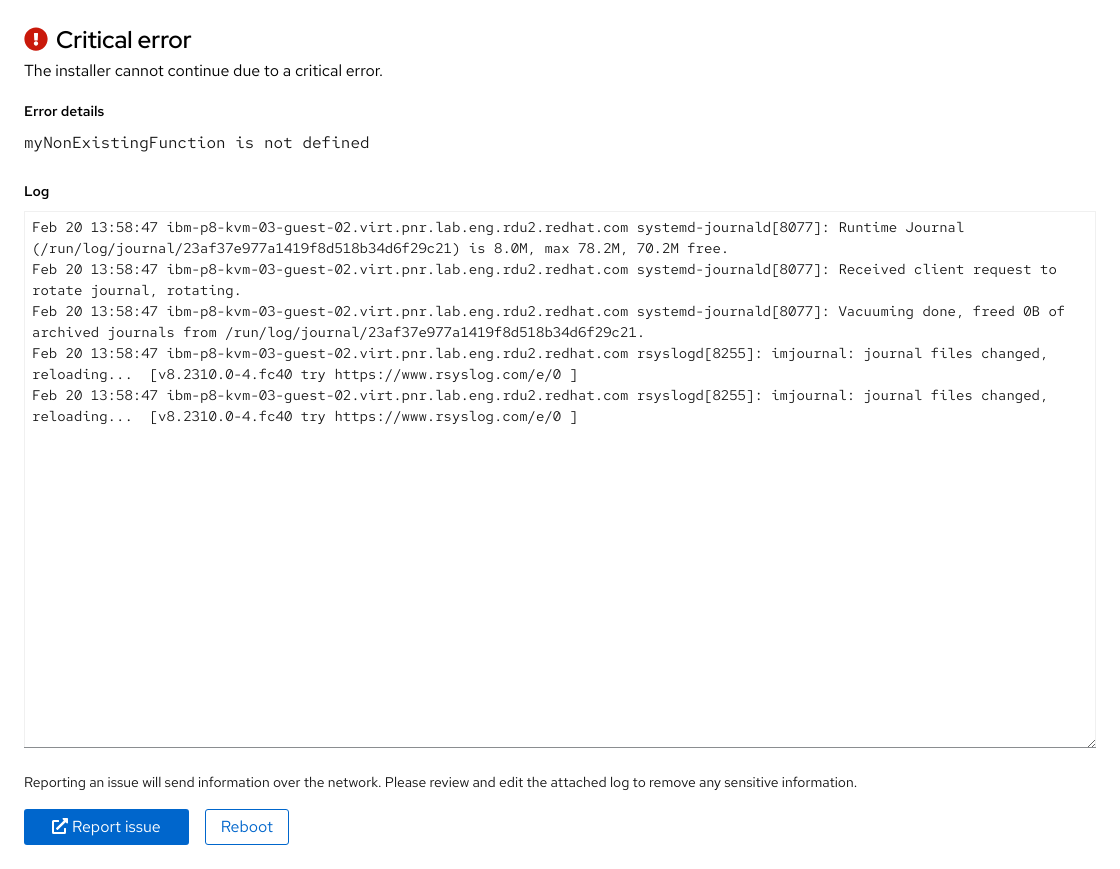 Critical error
The installer cannot continue due to a critical error.
Error details
myNonExistingFunction is not defined
Log
Feb 20 13:58:47 ibm-p8-kvm-03-guest-02.virt.pnr.lab.eng.rdu2.redhat.com systemd-journald[8077]: Runtime Journal
(/run/log/journal/23af37e977a1419f8d518b34d6f29c21) is 8.0M, max 78.2M, 70.2M free.
Feb 20 13:58:47 ibm-p8-kvm-03-guest-02.virt.pnr.lab.eng.rdu2.redhat.com systemd-journald[8077]: Received client request to
rotate journal, rotating.
Feb 20 13:58:47 ibm-p8-kvm-03-guest-02.virt.pnr.lab.eng.rdu2.redhat.com systemd-journald[8077]: Vacuuming done, freed 0B of
archived journals from /run/log/journal/23af37e977a1419f8d518b34d6f29c21.
Feb 20 13:58:47 ibm-p8-kvm-03-guest-02.virt.pnr.lab.eng.rdu2.redhat.com rsyslogd[8255]: imjournal: journal files changed,
reloading...  [v8.2310.0-4.fc40 try https://www.rsyslog.com/e/0 ]
Feb 20 13:58:47 ibm-p8-kvm-03-guest-02.virt.pnr.lab.eng.rdu2.redhat.com rsyslogd[8255]: imjournal: journal files changed,
reloading...  [v8.2310.0-4.fc40 try https://www.rsyslog.com/e/0 ]
Reporting an issue will send information over the network. Please review and edit the attached log to remove any sensitive information.
Report issue
Reboot